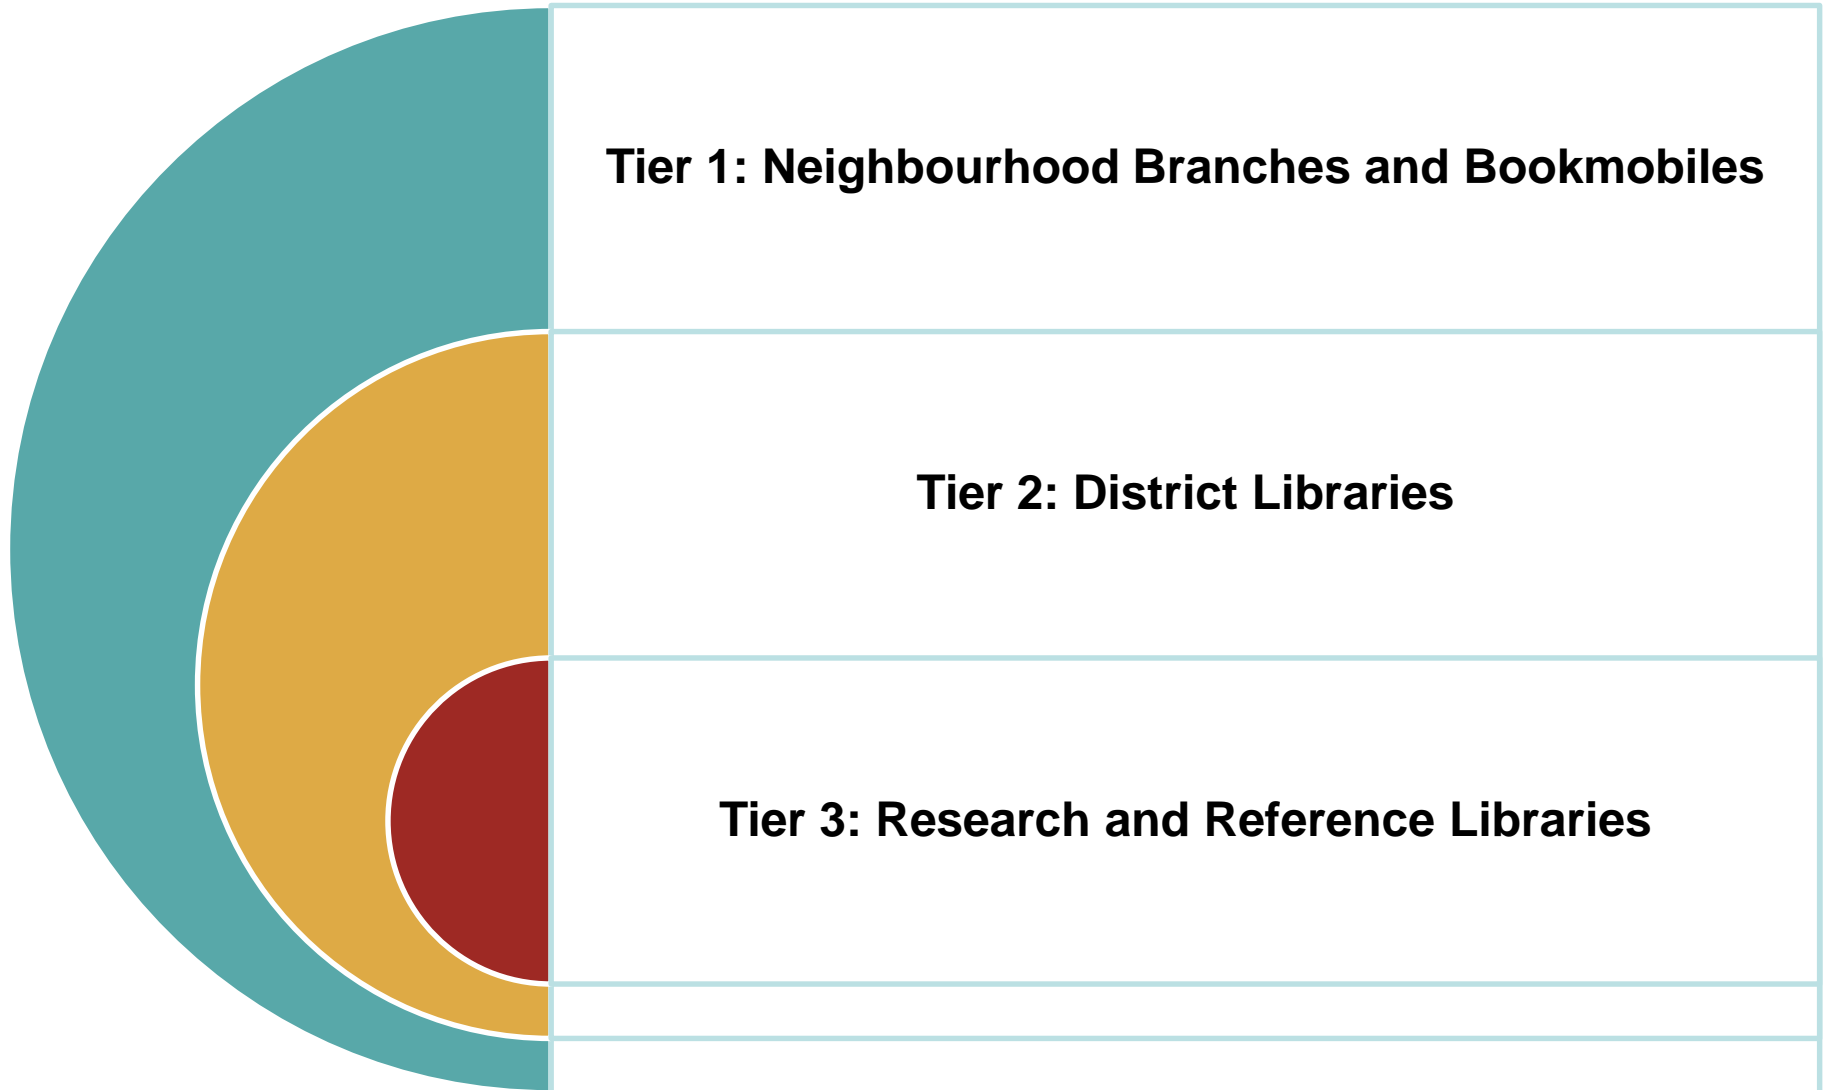 Tier 1: Neighbourhood Branches and Bookmobiles
Tier 2: District Libraries
Tier 3: Research and Reference Libraries